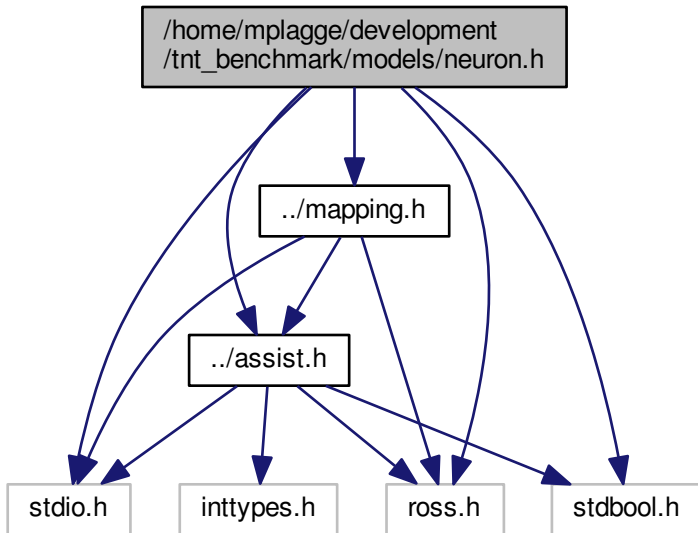 /home/mplagge/development
/tnt_benchmark/models/neuron.h
../mapping.h
../assist.h
stdio.h
inttypes.h
ross.h
stdbool.h